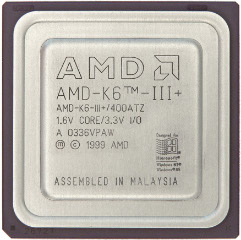 AMD
AMD-K6™-III+
AMD-K6-III+/400ATZ
1.6V CORE/3.3V I/O
A 0336VPAW
© 1999 AMD
ASSEMBLED IN MALAYSIA